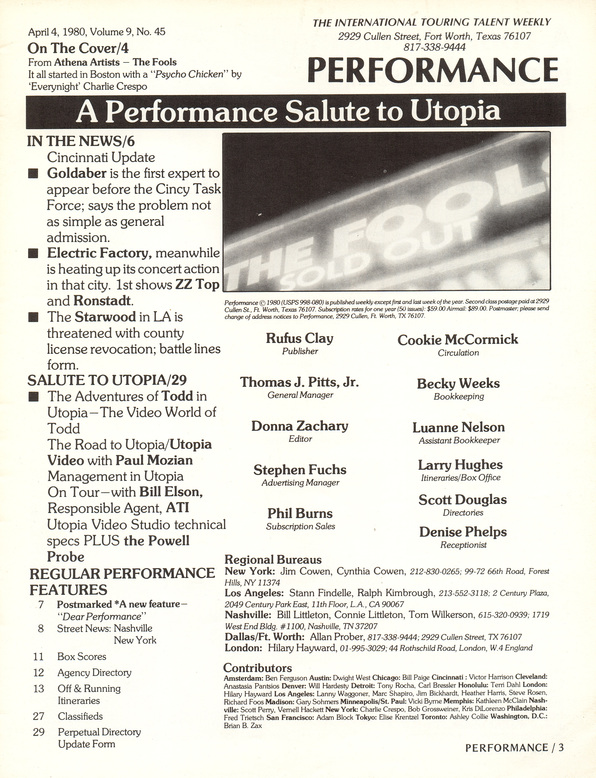 April 4, 1980, Volume 9, No. 45
On The Cover/4
From Athena Artists – The Fools
It all started in Boston with a "Psycho Chicken" by
'Everynight' Charlie Crespo
THE INTERNATIONAL TOURING TALENT WEEKLY
2929 Cullen Street, Fort Worth, Texas 76107
817-338-9444
PERFORMANCE
A Performance Salute to Utopia
IN THE NEWS/6
Cincinnati Update
■ Goldaber is the first expert to
appear before the Cincy Task
Force; says the problem not
as simple as general
admission.
■ Electric Factory, meanwhile
is heating up its concert action
in that city. 1st shows ZZ Top
and Ronstadt.
■ The Starwood in LA is
threatened with county
license revocation; battle lines
form.
SALUTE TO UTOPIA/29
■ The Adventures of Todd in
Utopia–The Video World of
Todd
The Road to Utopia/Utopia
Video with Paul Mozian
Management in Utopia
On Tour–with Bill Elson,
Responsible Agent, ATI
Utopia Video Studio technical
specs PLUS the Powell
Probe
REGULAR PERFORMANCE
FEATURES
7 Postmarked *A new feature–
"Dear Performance"
8 Street News: Nashville
New York
11 Box Scores
12 Agency Directory
13 Off & Running
Itineraries
27 Classifieds
29 Perpetual Directory
Update Form
THE FOOLS
SOLD OUT
Performance © 1980 (USPS 998-080) is published weekly except first and last week of the year. Second class postage paid at 2929
Cullen St., Ft. Worth, Texas 76107. Subscription rates for one year (50 issues): $59.00 Airmail: $89.00. Postmaster; please send
change of address notices to Performance, 2929 Cullen, Ft. Worth, TX 76107.
Rufus Clay
Publisher
Thomas J. Pitts, Jr.
General Manager
Donna Zachary
Editor
Stephen Fuchs
Advertising Manager
Phil Burns
Subscription Sales
Cookie McCormick
Circulation
Becky Weeks
Bookkeeping
Luanne Nelson
Assistant Bookkeeper
Larry Hughes
Itineraries/Box Office
Scott Douglas
Directories
Denise Phelps
Receptionist
Regional Bureaus
New York: Jim Cowen, Cynthia Cowen, 212-830-0265; 99-72 66th Road, Forest
Hills, NY 11374
Los Angeles: Stann Findelle, Ralph Kimbrough, 213-552-3118; 2 Century Plaza,
2049 Century Park East, 11th Floor, L.A., CA 90067
Nashville: Bill Littleton, Connie Littleton, Tom Wilkerson, 615-320-0939; 1719
West End Bldg. #1100, Nashville, TN 37207
Dallas/Ft. Worth: Allan Prober, 817-338-9444; 2929 Cullen Street, TX 76107
London: Hilary Hayward, 01-995-3029; 44 Rothschild Road, London, W.4 England
Contributors
Amsterdam: Ben Ferguson Austin: Dwight West Chicago: Bill Paige Cincinnati : Victor Harrison Cleveland:
Anastasia Pantsios Denver: Will Hardesty Detroit: Tony Rocha, Carl Bressler Honolulu: Terri Dahl London:
Hilary Hayward Los Angeles: Lanny Waggoner, Marc Shapiro, Jim Bickhardt, Heather Harris, Steve Rosen,
Richard Foos Madison: Gary Sohmers Minneapolis/St. Paul: Vicki Byrne Memphis: Kathleen McClain Nash-
ville: Scott Perry, Vernell Hackett New York: Charlie Crespo, Bob Grossweiner, Kris DiLorenzo Philadelphia:
Fred Trietsch San Francisco: Adam Block Tokyo: Elise Krentzel Toronto: Ashley Collie Washington, D.C.:
Brian B. Zax
PERFORMANCE / 3